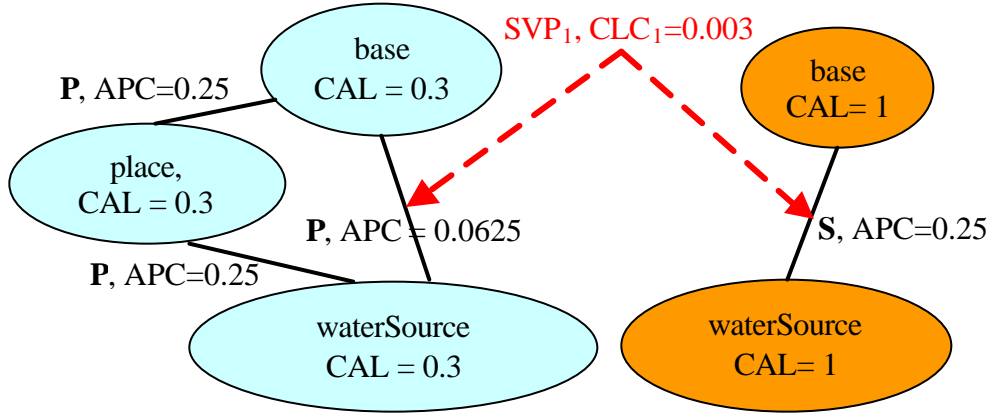 SVP₁, CLC₁=0.003
base
CAL = 0.3
P, APC=0.25
place,
CAL = 0.3
P, APC = 0.0625
P, APC=0.25
waterSource
CAL = 0.3
base
CAL= 1
S, APC=0.25
waterSource
CAL= 1